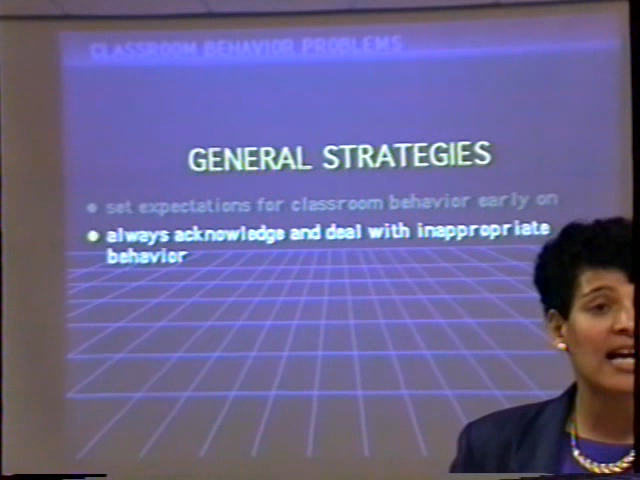 CLASSROOM BEHAVIOR PROBLEMS
GENERAL STRATEGIES
• set expectations for classroom behavior early on
• always acknowledge and deal with inappropriate
behavior